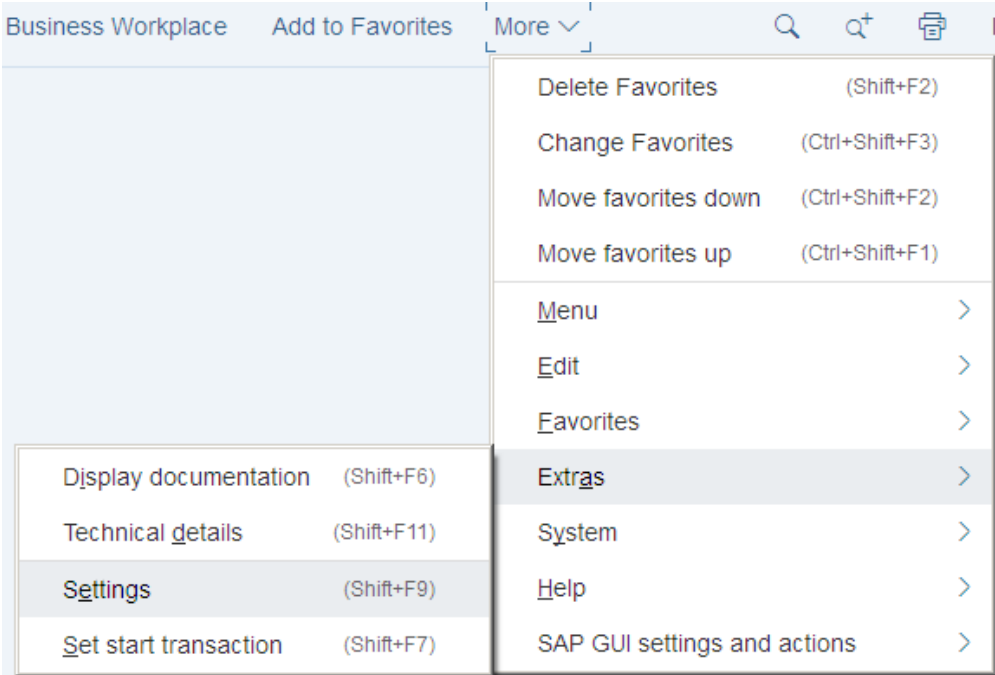 Business Workplace Add to Favorites More
Delete Favorites (Shift+F2)
Change Favorites (Ctrl+Shift+F3)
Move favorites down (Ctrl+Shift+F2)
Move favorites up (Ctrl+Shift+F1)
Menu
Edit
Favorites
Extras
System
Help
SAP GUI settings and actions
Display documentation (Shift+F6)
Technical details (Shift+F11)
Settings (Shift+F9)
Set start transaction (Shift+F7)